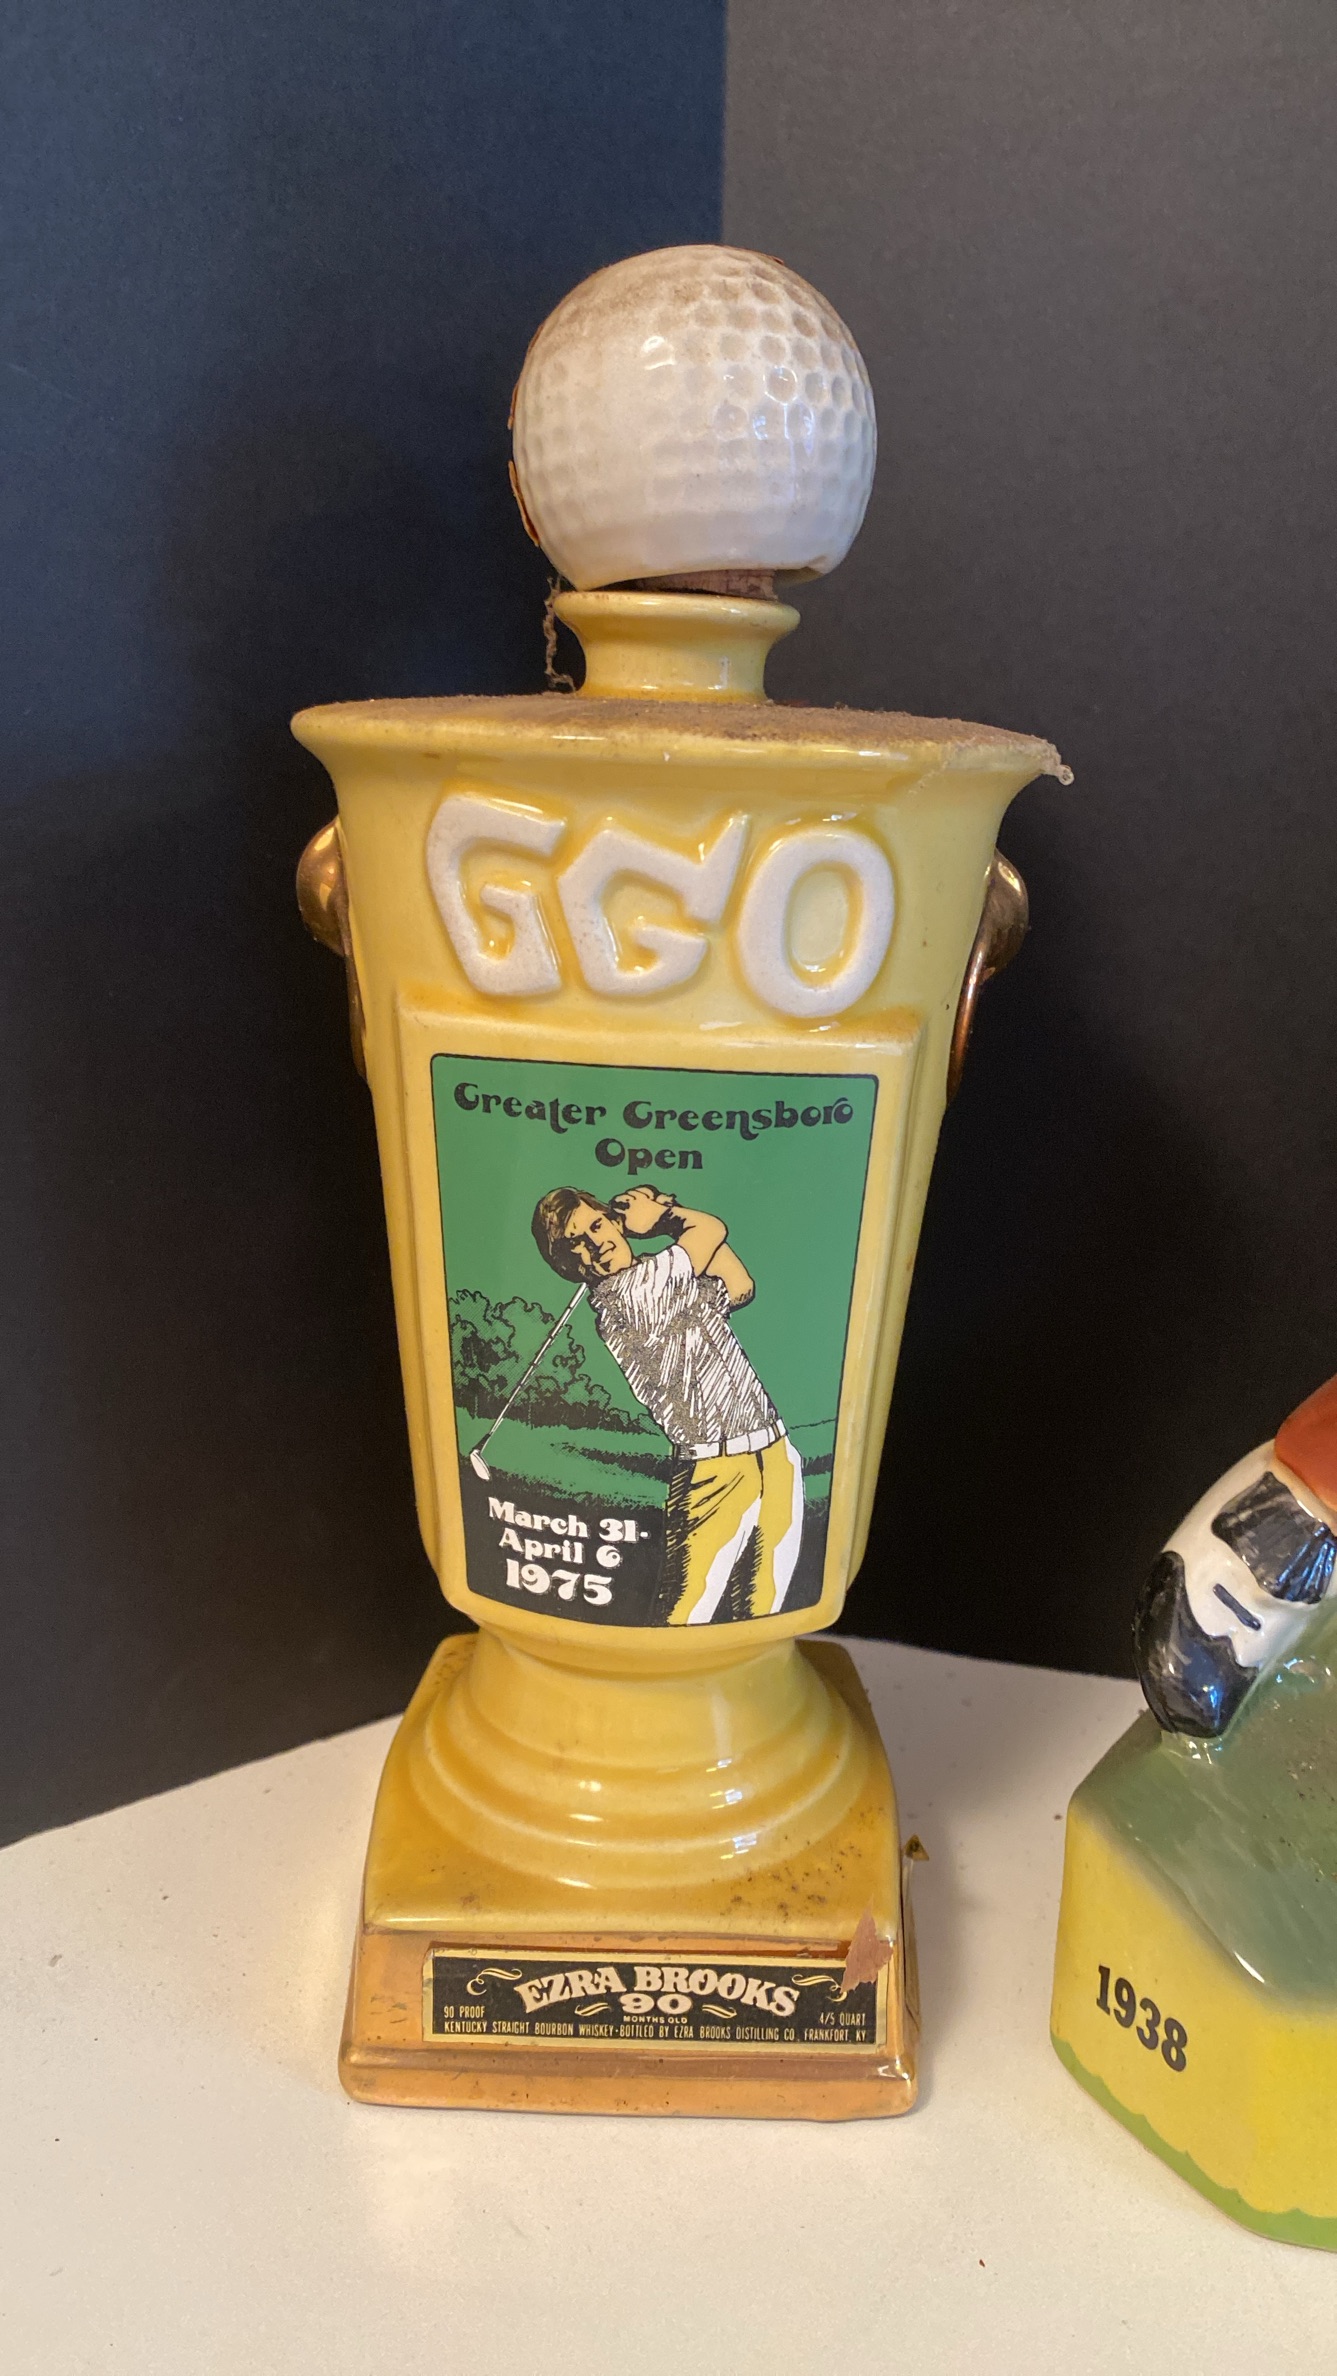 GGO
Greater Greensboro
Open
March 31-
April 6
1975
EZRA BROOKS
90
MONTHS OLD
90 PROOF
4/5 QUART
KENTUCKY STRAIGHT BOURBON WHISKEY·BOTTLED BY EZRA BROOKS DISTILLING CO. FRANKFORT, KY
1938